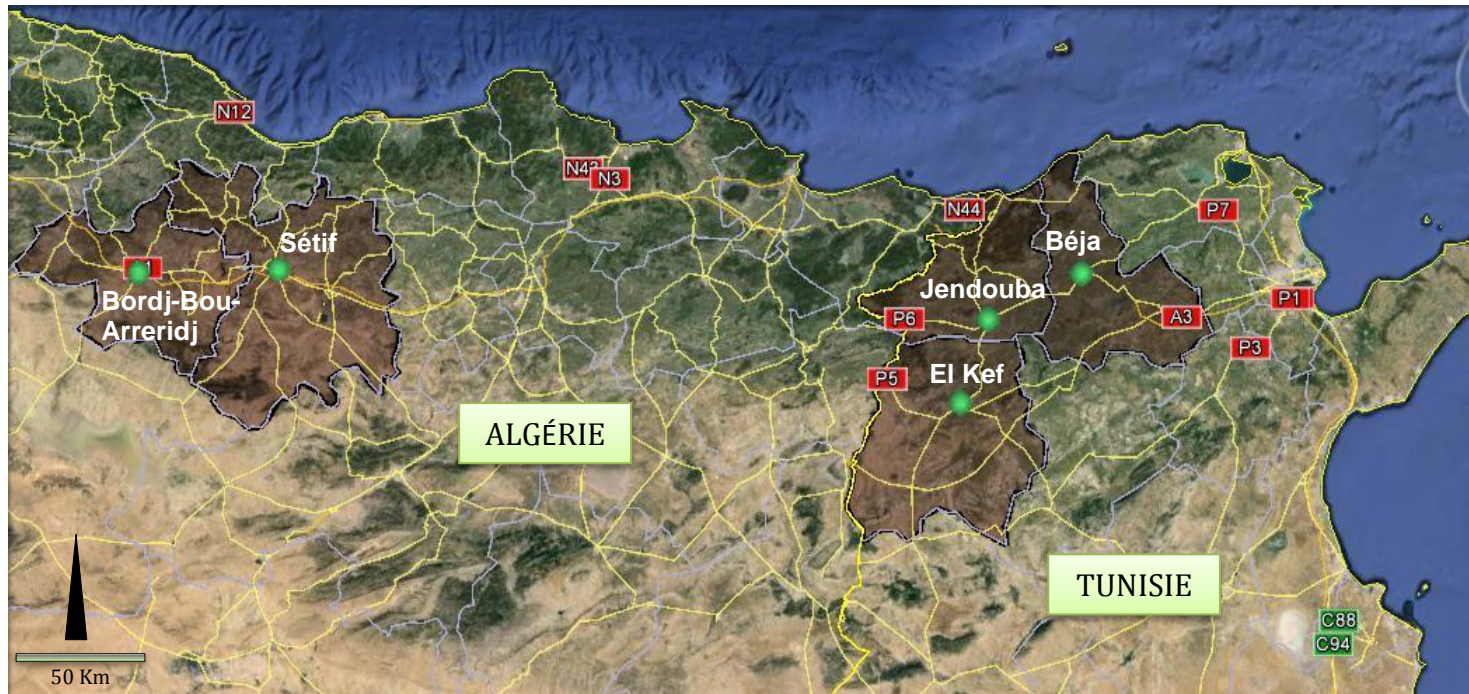 N12
N3
N44
P7
Sétif
Béja
Bordj-Bou-
Arreridj
Jendouba
P6
P1
A3
P3
P5
El Kef
ALGÉRIE
TUNISIE
50 Km
C88
C94